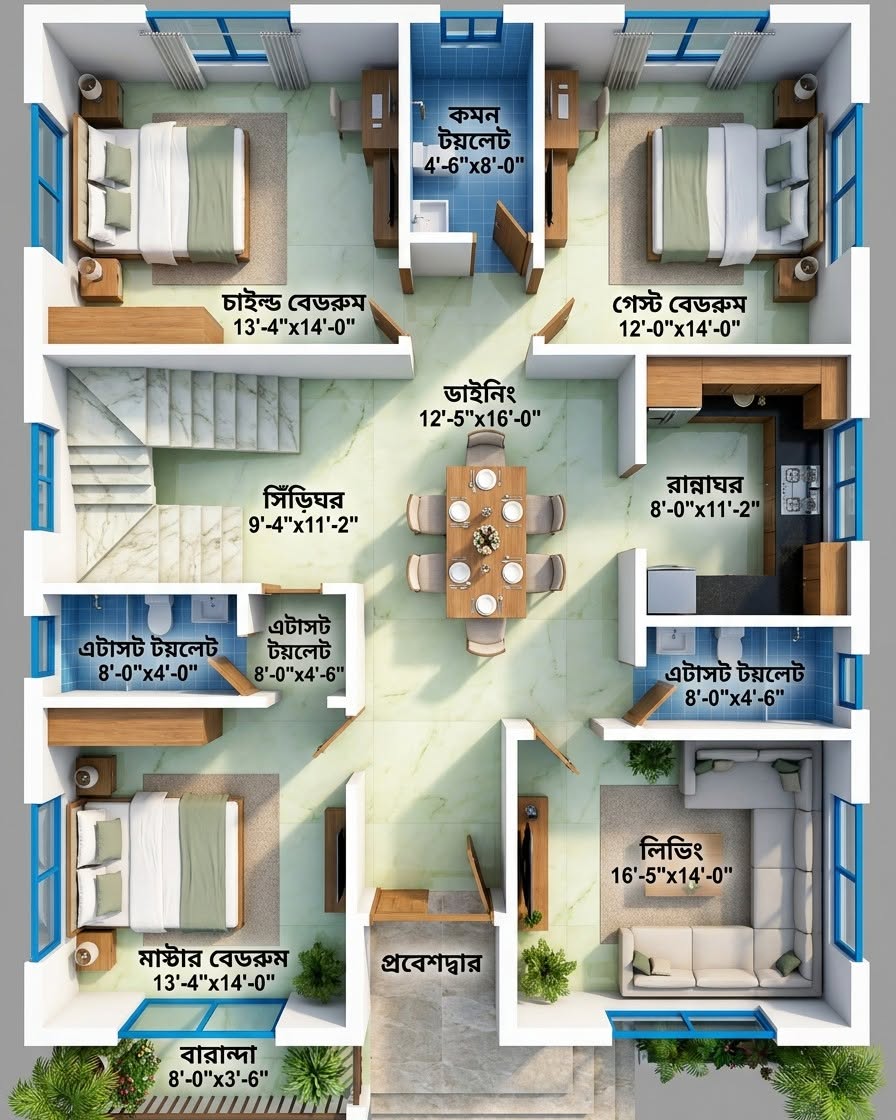 কমন
টয়লেট
4'-6"x8'-0"
চাইল্ড বেডরুম
13'-4"x14'-0"
গেস্ট বেডরুম
12'-0"x14'-0"
ডাইনিং
12'-5"x16'-0"
সিঁড়িঘর
9'-4"x11'-2"
রান্নাঘর
8'-0"x11'-2"
এটাসট টয়লেট
8'-0"x4'-0"
এটাসট
টয়লেট
8'-0"x4'-6"
এটাসট টয়লেট
8'-0"x4'-6"
লিভিং
16'-5"x14'-0"
মাস্টার বেডরুম
13'-4"x14'-0"
প্রবেশদ্বার
বারান্দা
8'-0"x3'-6"